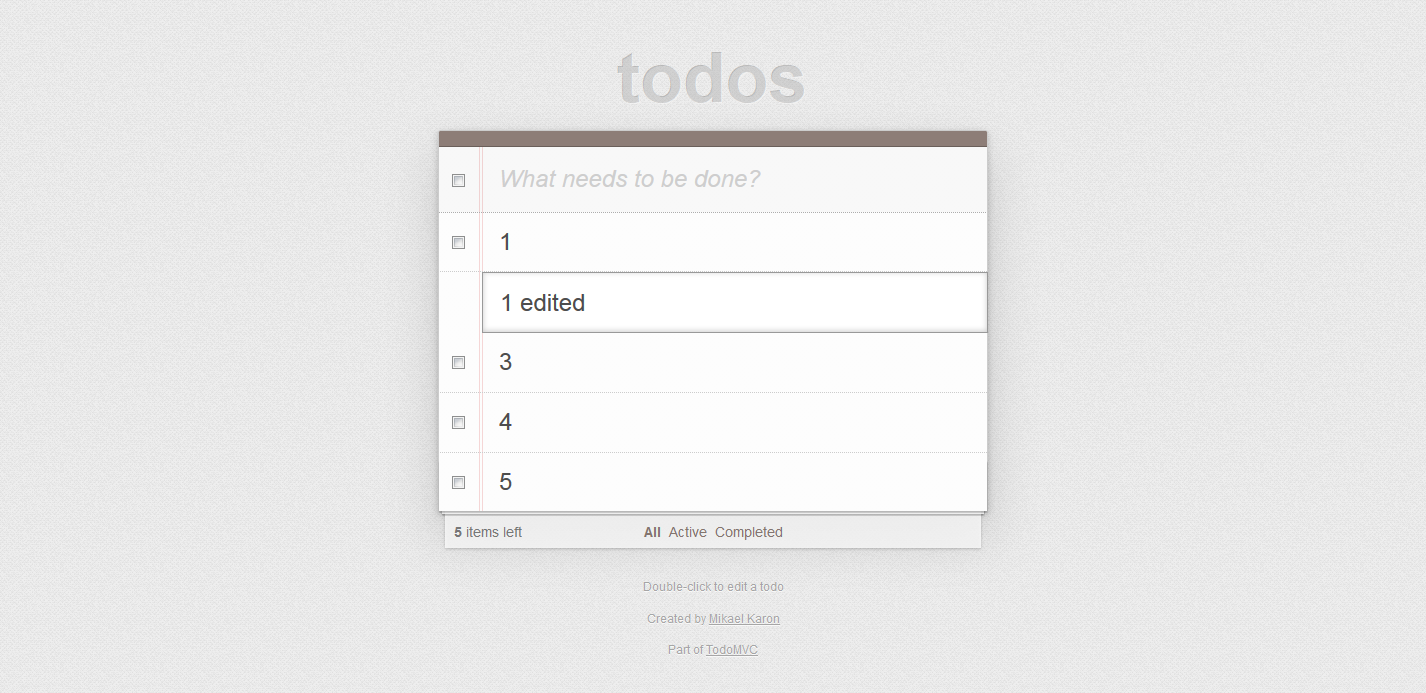 todos
What needs to be done?
1
1 edited
3
4
5
5 items left All Active Completed
Double-click to edit a todo
Created by Mikael Karon
Part of TodoMVC